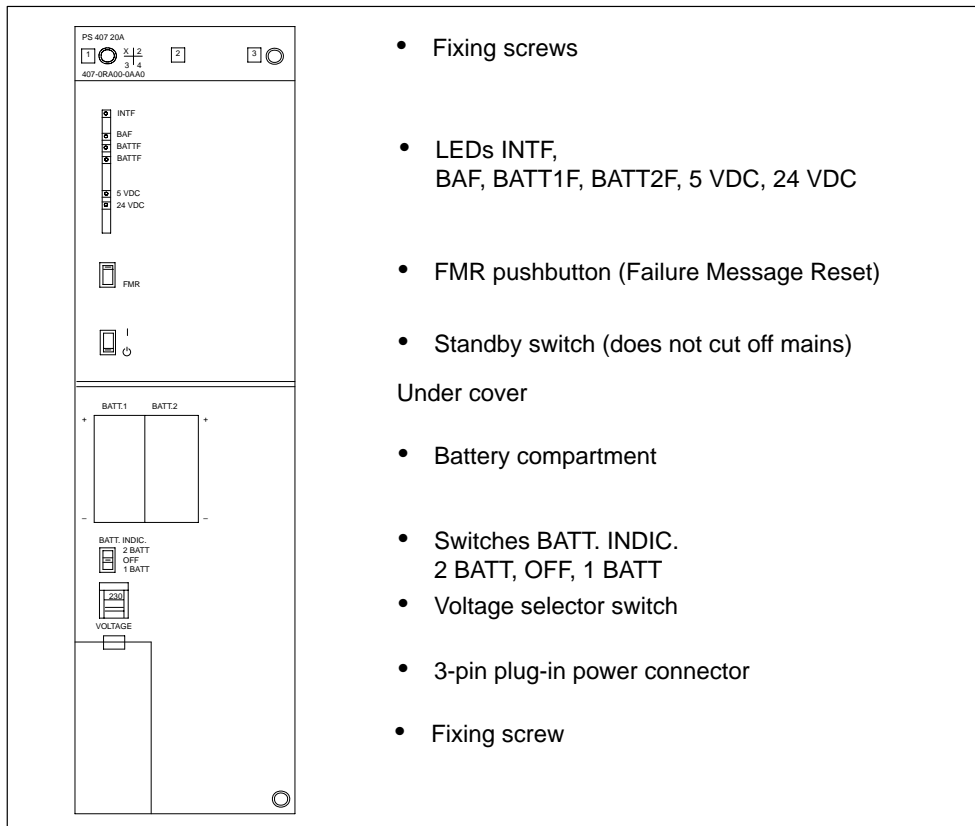 PS 407 20A
1 X 2 2 3
3 4
407-0RA00-0AA0
INTF
BAF
BATTF
BATTF
5 VDC
24 VDC
FMR
I
BATT.1 BATT.2
+ +
– –
BATT. INDIC.
2 BATT
OFF
1 BATT
230
VOLTAGE
• Fixing screws
• LEDs INTF,
BAF, BATT1F, BATT2F, 5 VDC, 24 VDC
• FMR pushbutton (Failure Message Reset)
• Standby switch (does not cut off mains)
Under cover
• Battery compartment
• Switches BATT. INDIC.
2 BATT, OFF, 1 BATT
• Voltage selector switch
• 3-pin plug-in power connector
• Fixing screw